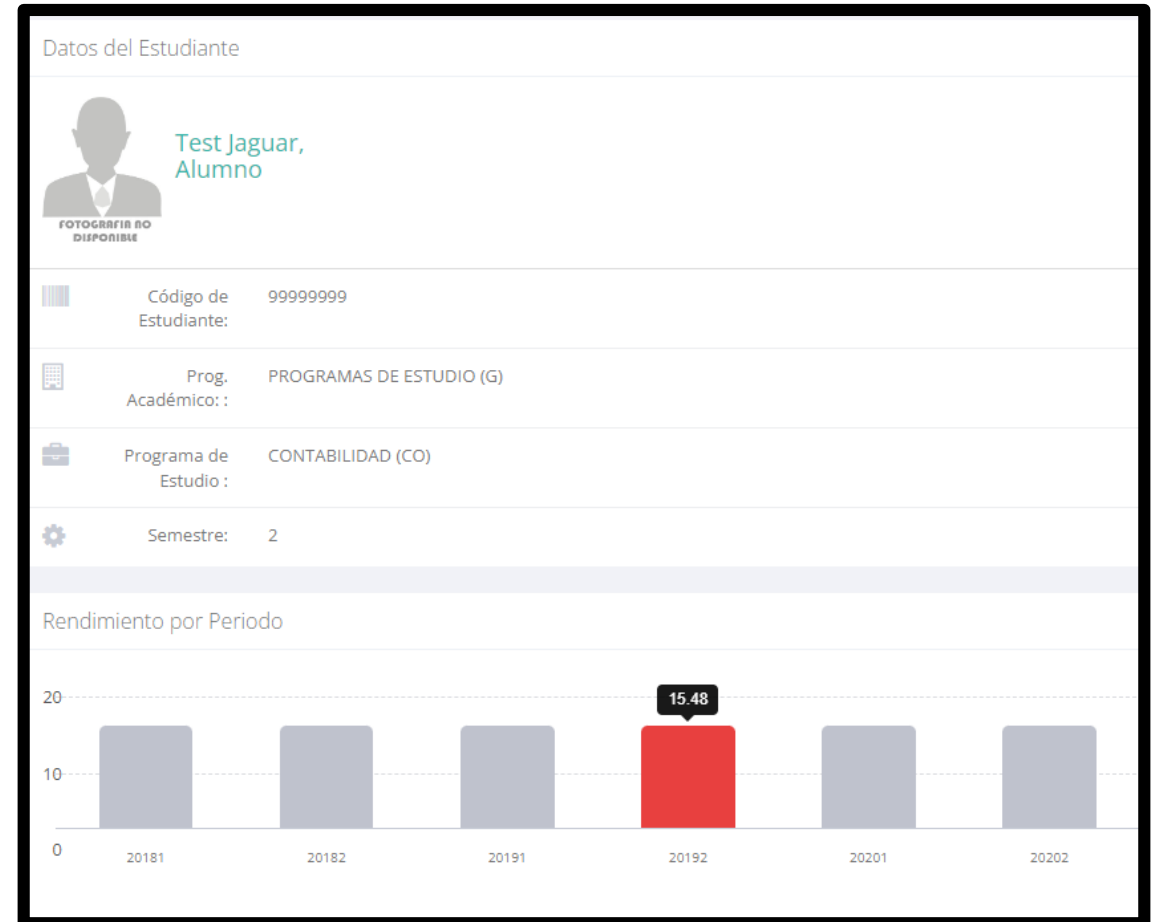 Datos del Estudiante
Test Jaguar,
Alumno
FOTOGRAFIA NO
DISPONIBLE
Código de
Estudiante:
99999999
Prog.
Académico: :
PROGRAMAS DE ESTUDIO (G)
Programa de
Estudio :
CONTABILIDAD (CO)
Semestre:
2
Rendimiento por Periodo
20
15.48
10
0
20181
20182
20191
20192
20201
20202